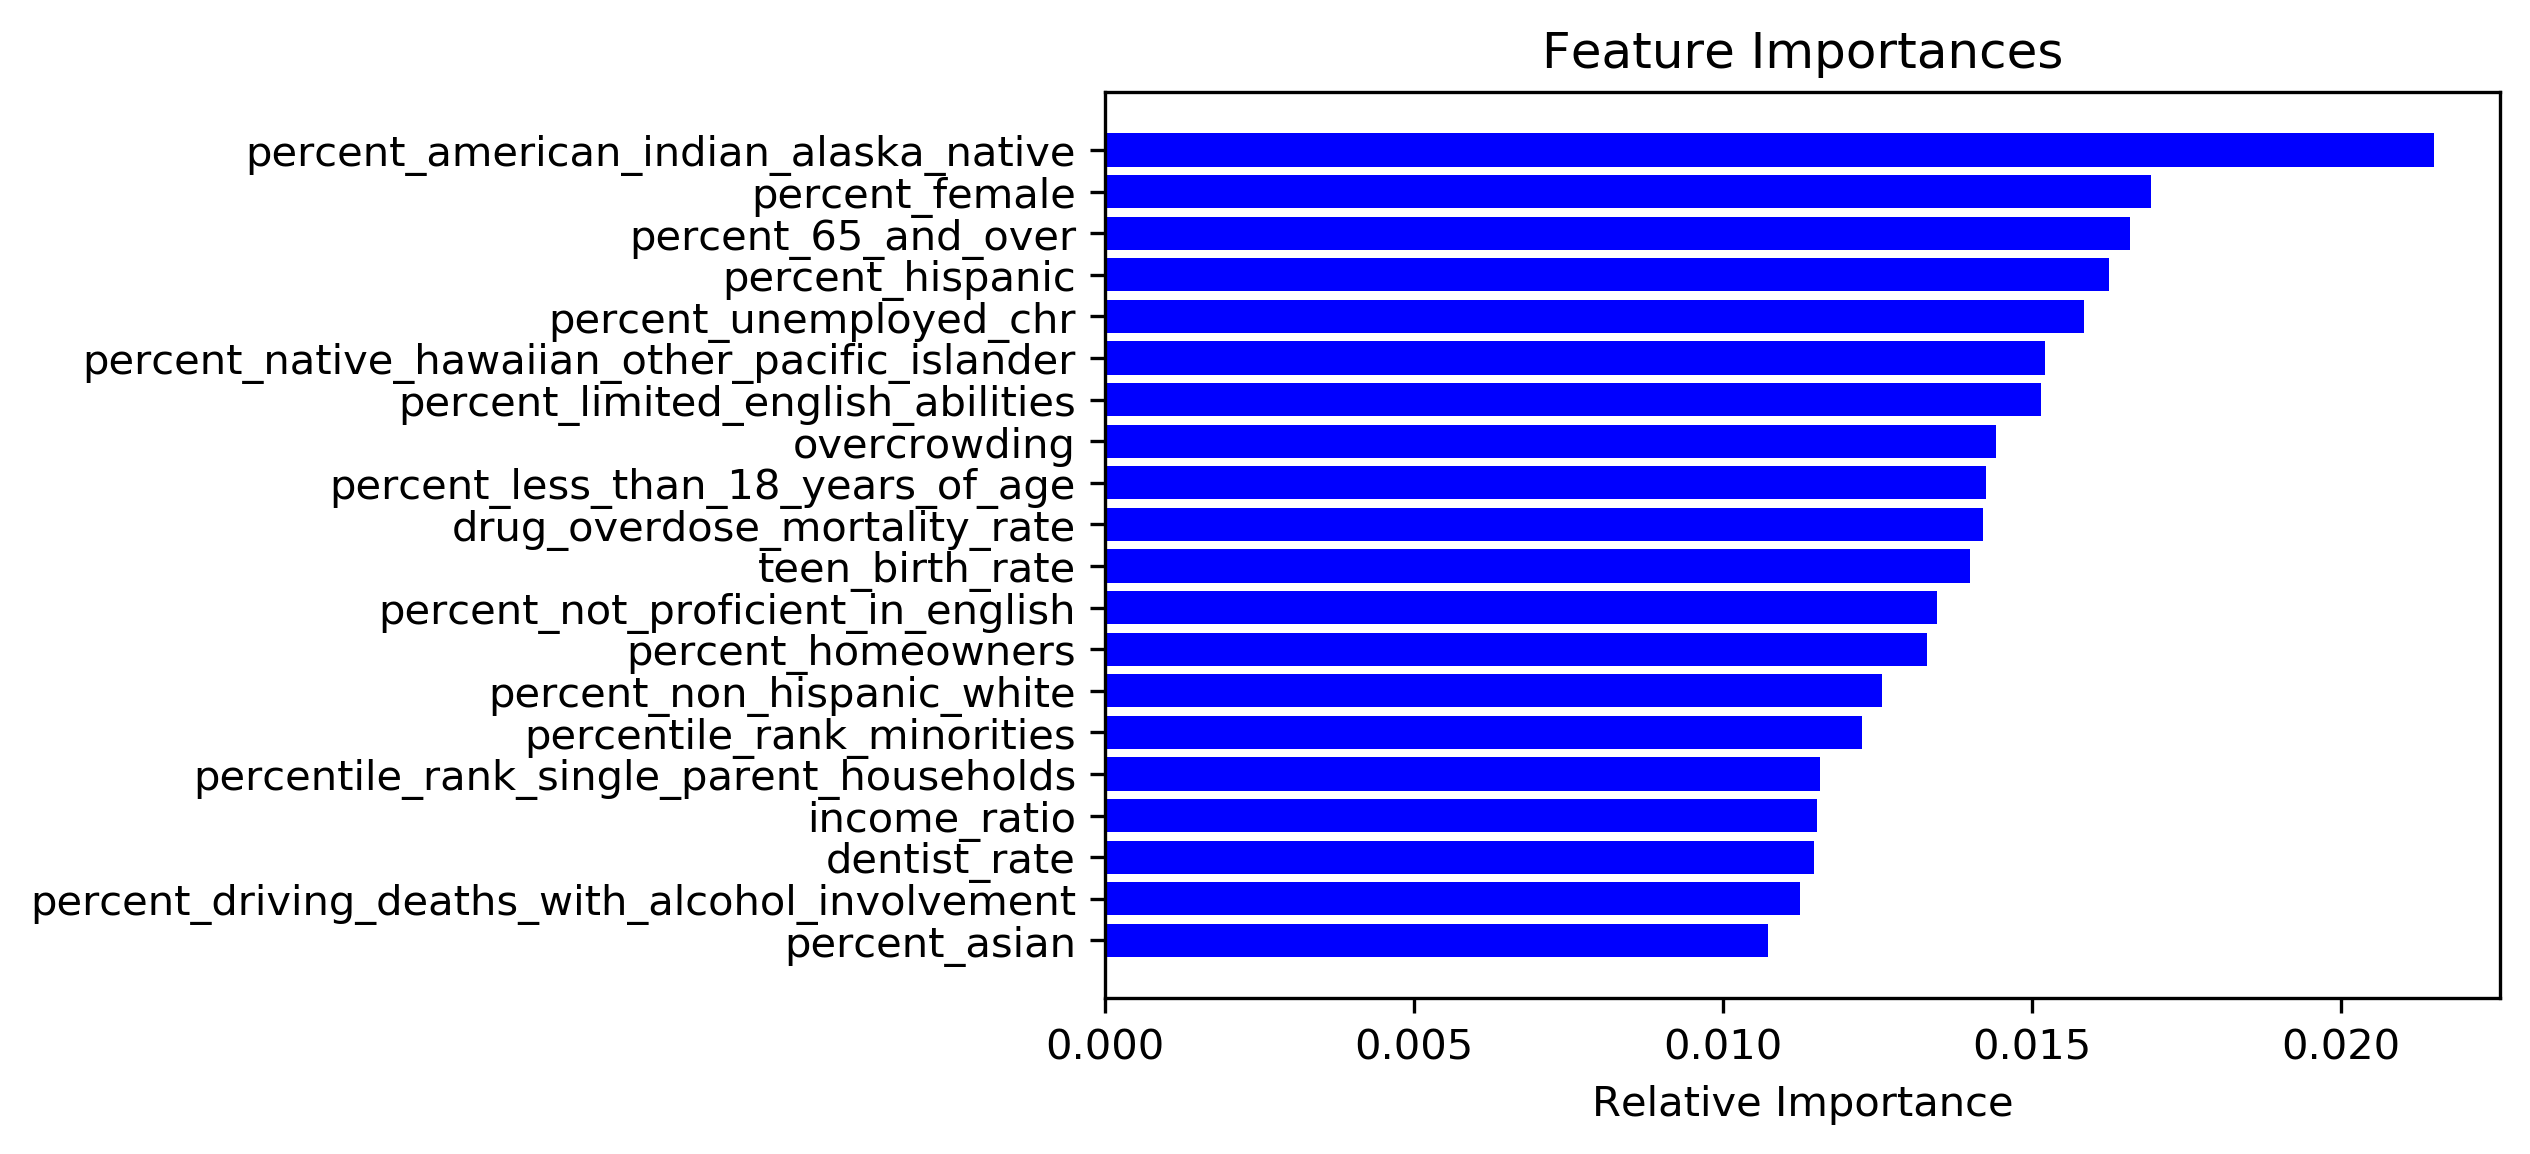 Feature Importances
percent_american_indian_alaska_native
percent_female
percent_65_and_over
percent_hispanic
percent_unemployed_chr
percent_native_hawaiian_other_pacific_islander
percent_limited_english_abilities
overcrowding
percent_less_than_18_years_of_age
drug_overdose_mortality_rate
teen_birth_rate
percent_not_proficient_in_english
percent_homeowners
percent_non_hispanic_white
percentile_rank_minorities
percentile_rank_single_parent_households
income_ratio
dentist_rate
percent_driving_deaths_with_alcohol_involvement
percent_asian
0.000 0.005 0.010 0.015 0.020
Relative Importance